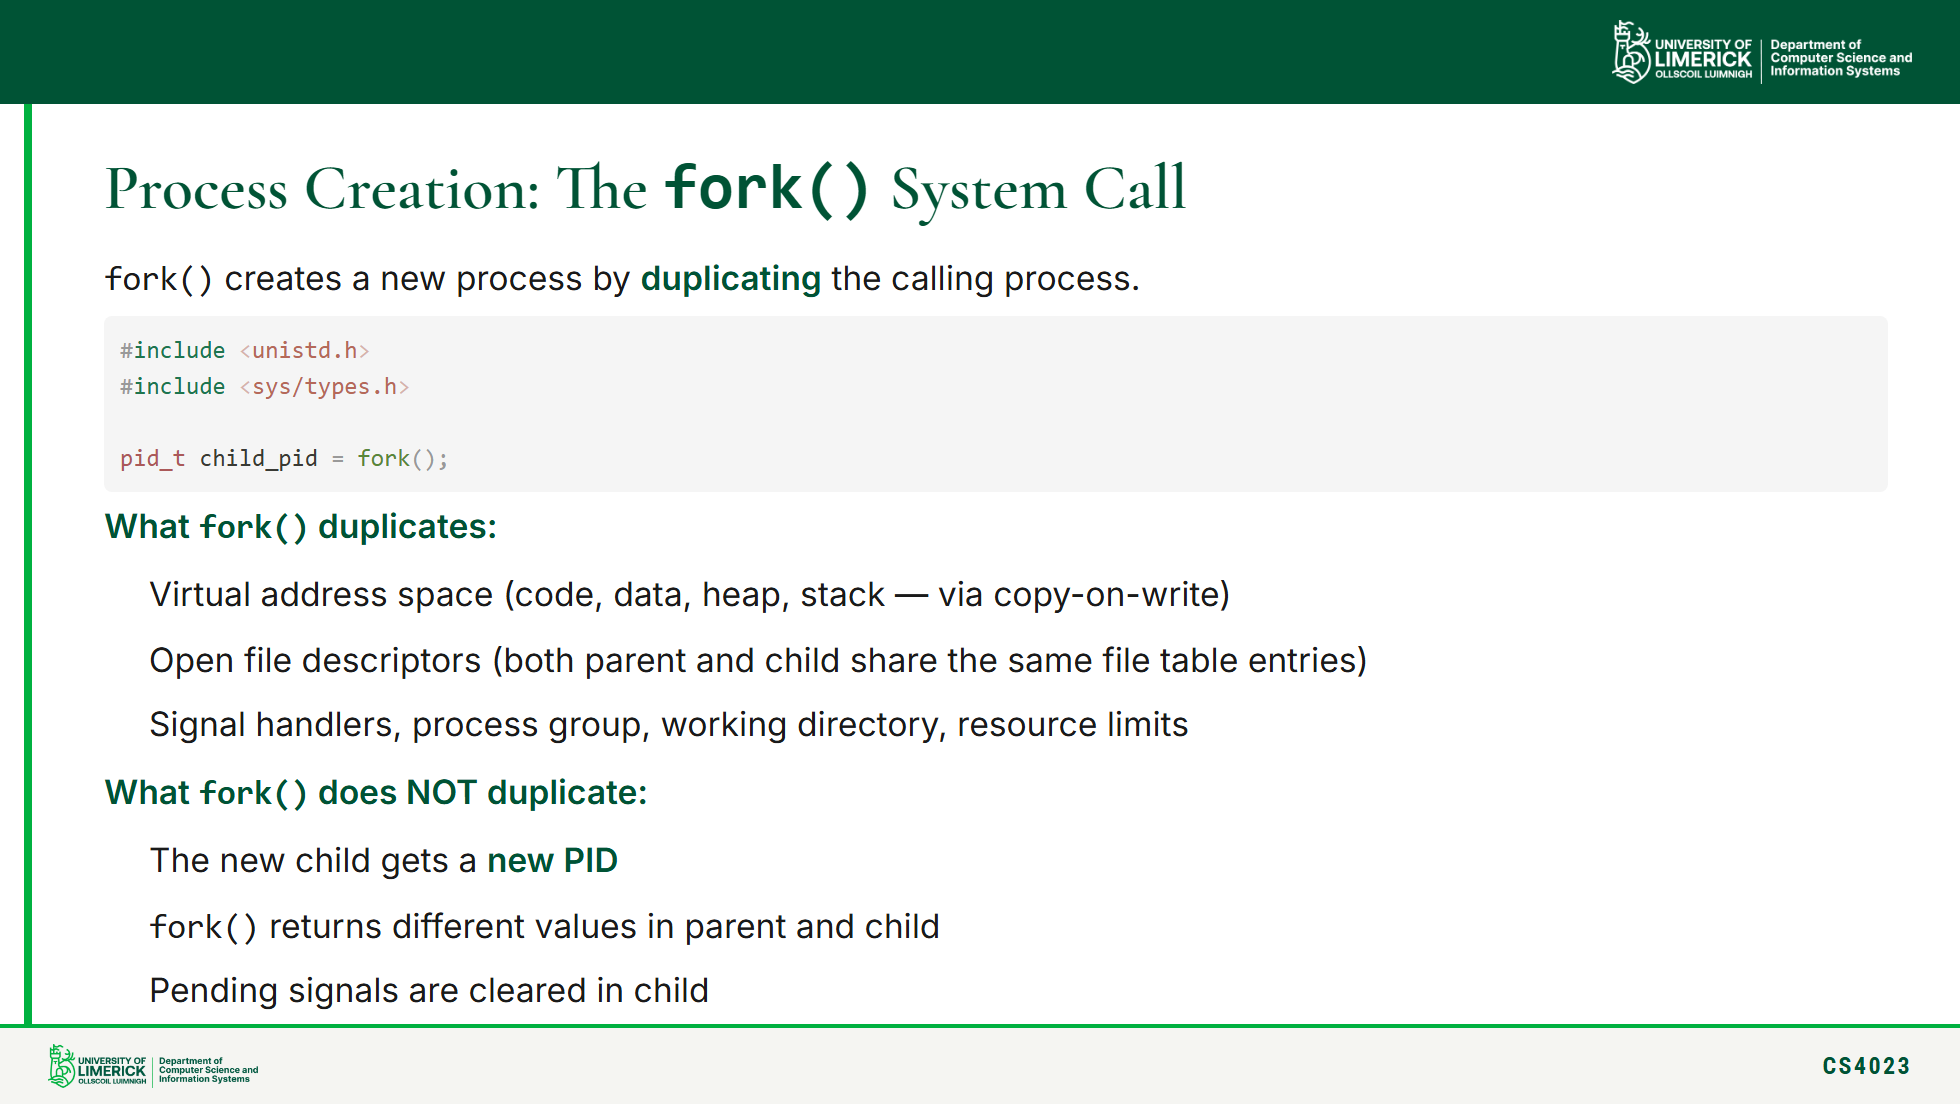 UNIVERSITY OF
LIMERICK
OLLSCOIL LUIMNIGH
Department of
Computer Science and
Information Systems
Process Creation: The fork() System Call
fork() creates a new process by duplicating the calling process.
#include <unistd.h>
#include <sys/types.h>
pid_t child_pid = fork();
What fork() duplicates:
Virtual address space (code, data, heap, stack — via copy-on-write)
Open file descriptors (both parent and child share the same file table entries)
Signal handlers, process group, working directory, resource limits
What fork() does NOT duplicate:
The new child gets a new PID
fork() returns different values in parent and child
Pending signals are cleared in child
UNIVERSITY OF
LIMERICK
OLLSCOIL LUIMNIGH
Department of
Computer Science and
Information Systems
CS4023